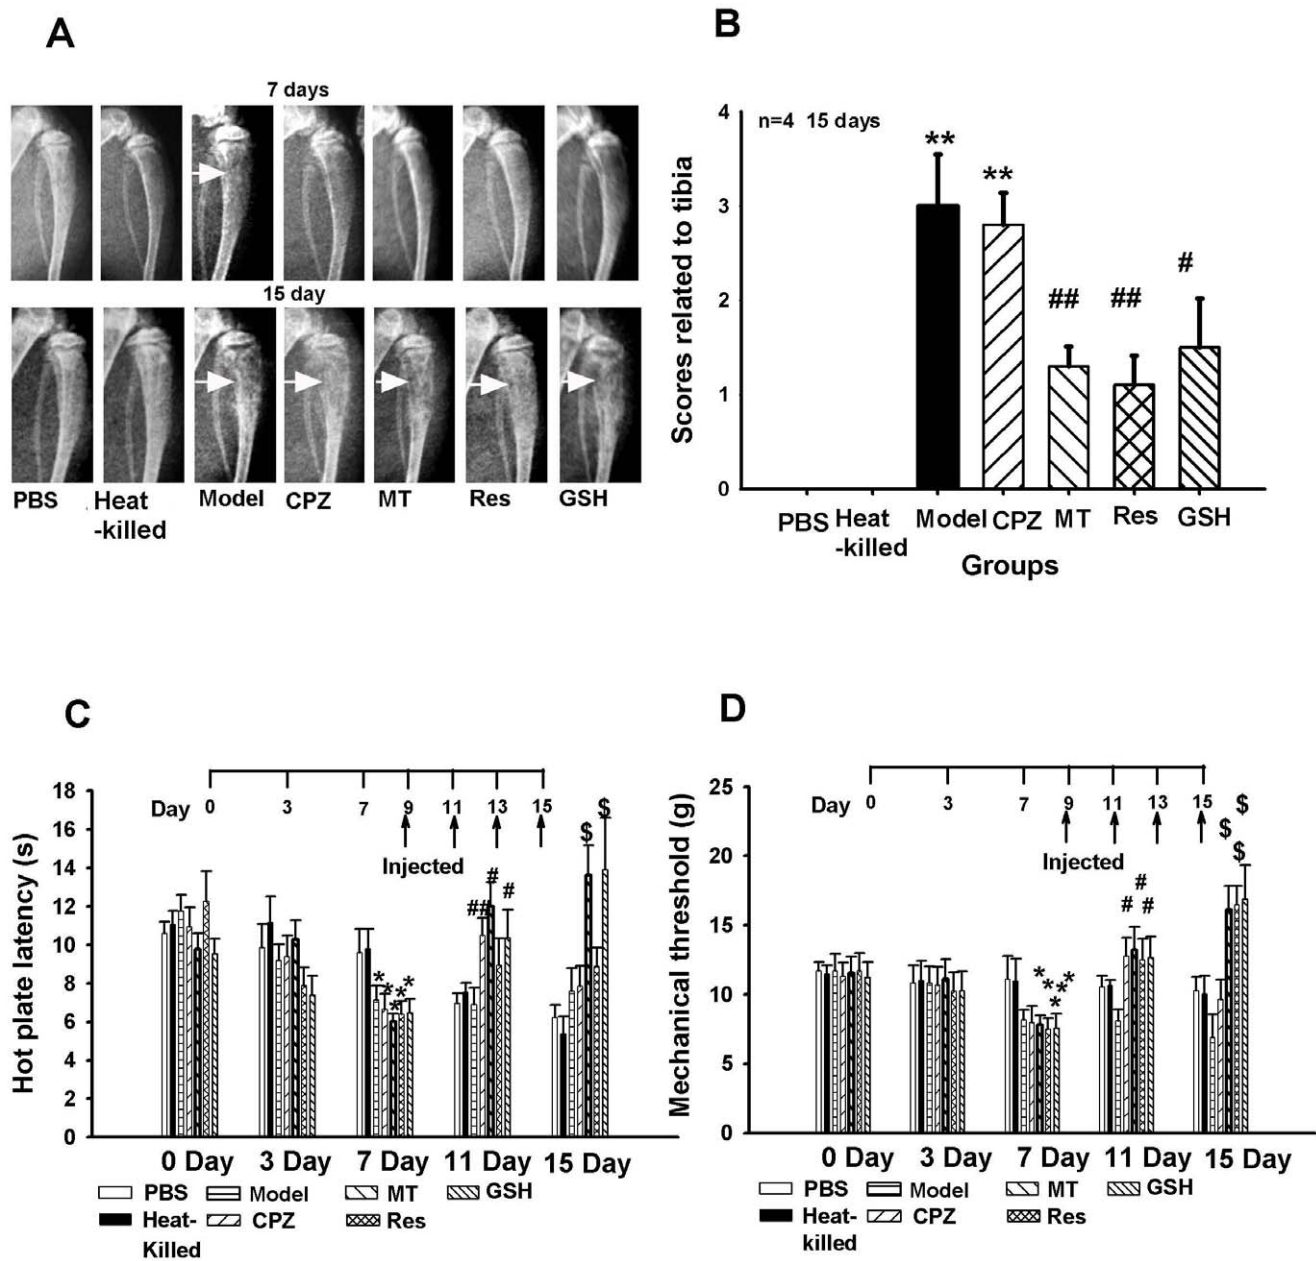 A
7 days
15 day
PBS
Heat
-killed
Model
CPZ
MT
Res
GSH
B
n=4 15 days
Scores related to tibia
4
3
2
1
0
**
**
##
##
#
PBS
Heat
-killed
Model
CPZ
MT
Res
GSH
Groups
C
Hot plate latency (s)
18
16
14
12
10
8
6
4
2
0
Day 0 3 7 9 11 13 15
Injected
* * * * *
## # #
$ $
0 Day 3 Day 7 Day 11 Day 15 Day
PBS Model MT GSH
Heat-
Killed
CPZ Res
D
Mechanical threshold (g)
25
20
15
10
5
0
Day 0 3 7 9 11 13 15
Injected
* * * * *
# # #
$ $ $
0 Day 3 Day 7 Day 11 Day 15 Day
PBS Model MT GSH
Heat-
killed
CPZ Res